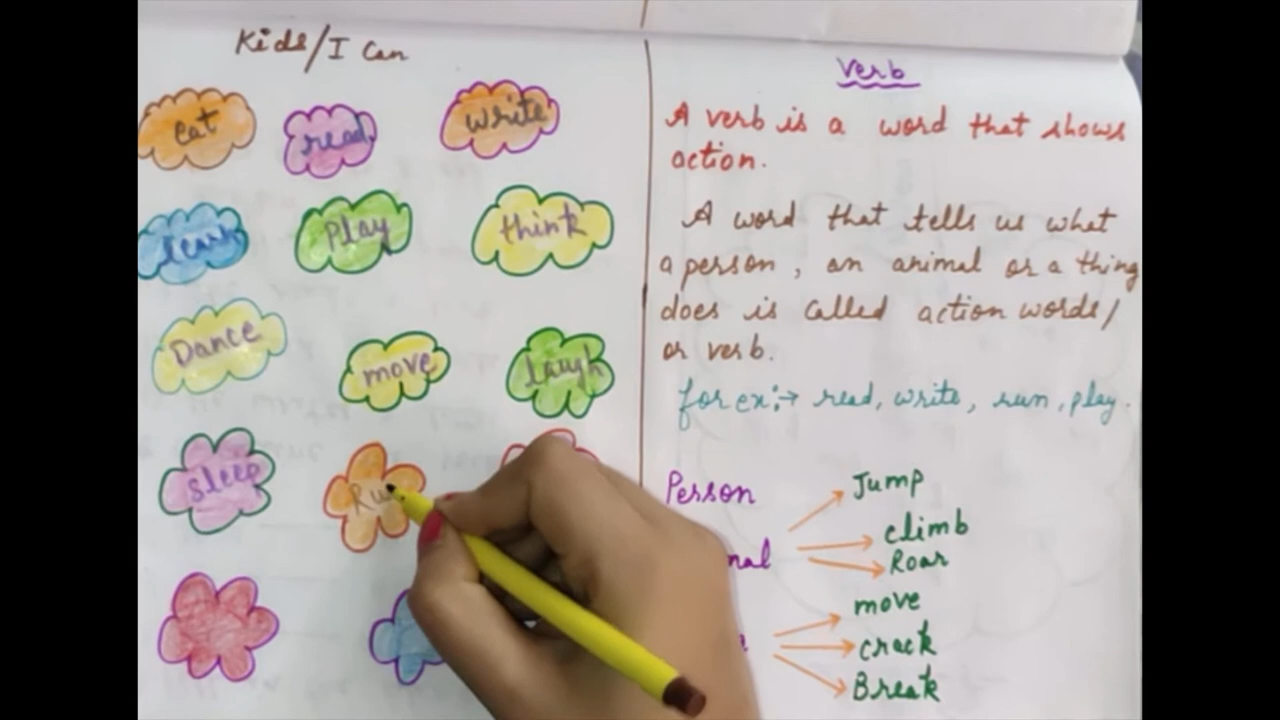 Kids/I Can
eat
read
write
learn
Play
think
Dance
move
Laugh
sleep
Verb
A verb is a word that shows
action.
A word that tells us what
a person, an animal or a thing
does is called action words/
or verb.
for ex:→ read, write, run, play.
Person
Jump
climb
Roar
move
crack
Break